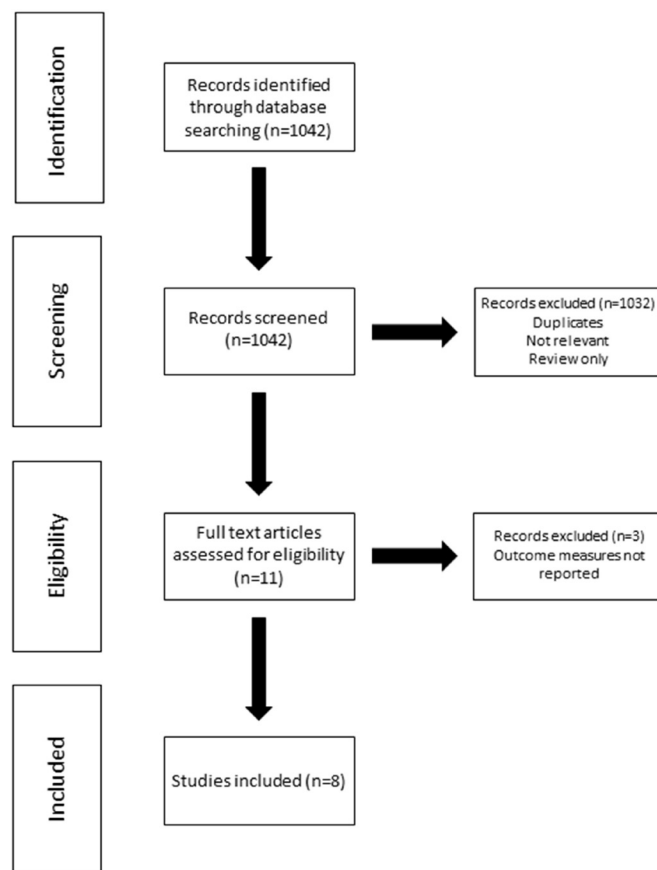 Identification
Records identified
through database
searching (n=1042)
Screening
Records screened
(n=1042)
Records excluded (n=1032)
Duplicates
Not relevant
Review only
Eligibility
Full text articles
assessed for eligibility
(n=11)
Records excluded (n=3)
Outcome measures not
reported
Included
Studies included (n=8)